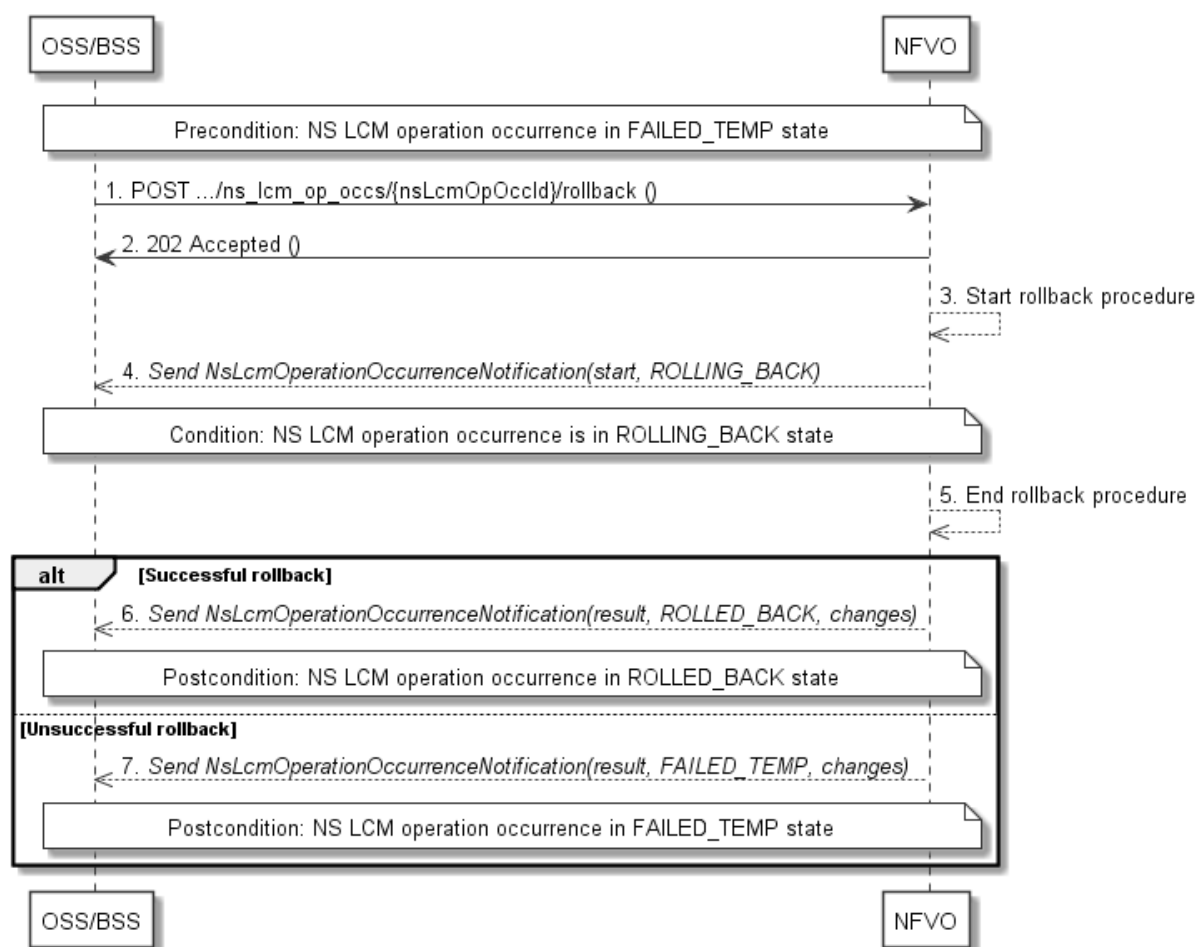 OSS/BSS
NFVO
Precondition: NS LCM operation occurrence in FAILED_TEMP state
1. POST .../ns_lcm_op_occs/{nsLcmOpOccId}/rollback ()
2. 202 Accepted ()
3. Start rollback procedure
4. Send NsLcmOperationOccurrenceNotification(start, ROLLING_BACK)
Condition: NS LCM operation occurrence is in ROLLING_BACK state
5. End rollback procedure
alt
[Successful rollback]
6. Send NsLcmOperationOccurrenceNotification(result, ROLLED_BACK, changes)
Postcondition: NS LCM operation occurrence in ROLLED_BACK state
[Unsuccessful rollback]
7. Send NsLcmOperationOccurrenceNotification(result, FAILED_TEMP, changes)
Postcondition: NS LCM operation occurrence in FAILED_TEMP state
OSS/BSS
NFVO